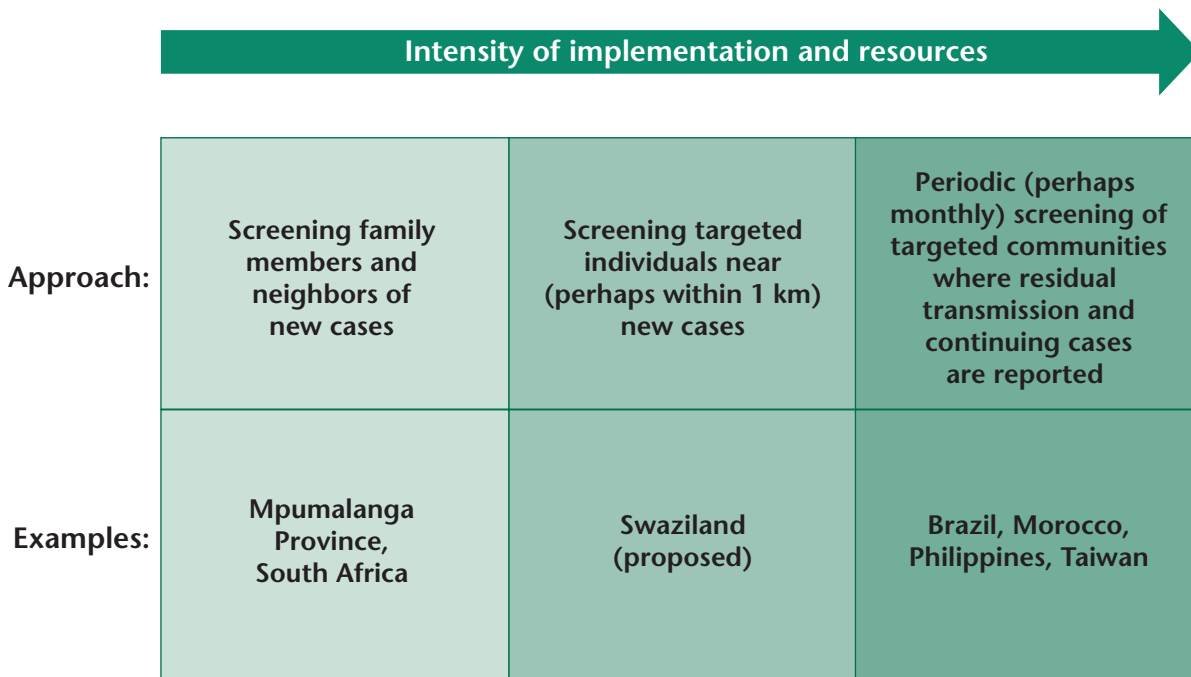 Intensity of implementation and resources
Approach:
Screening family
members and
neighbors of
new cases
Screening targeted
individuals near
(perhaps within 1 km)
new cases
Periodic (perhaps
monthly) screening of
targeted communities
where residual
transmission and
continuing cases
are reported
Examples:
Mpumalanga
Province,
South Africa
Swaziland
(proposed)
Brazil, Morocco,
Philippines, Taiwan